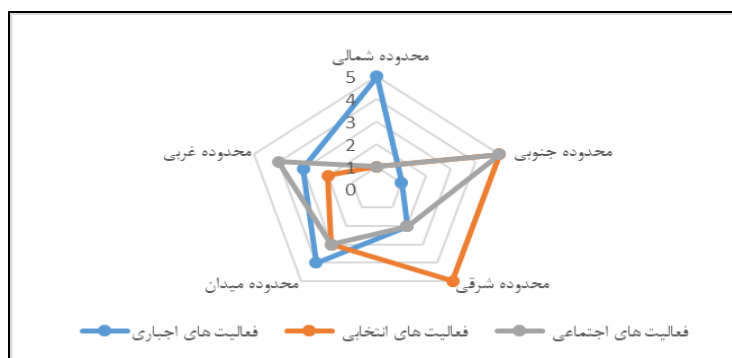 محدوده شمالی
5
4
3
2
1
0
محدوده جنوبی
محدوده شرقی
محدوده میدان
محدوده غربی
فعالیت های اجباری
فعالیت های انتخابی
فعالیت های اجتماعی